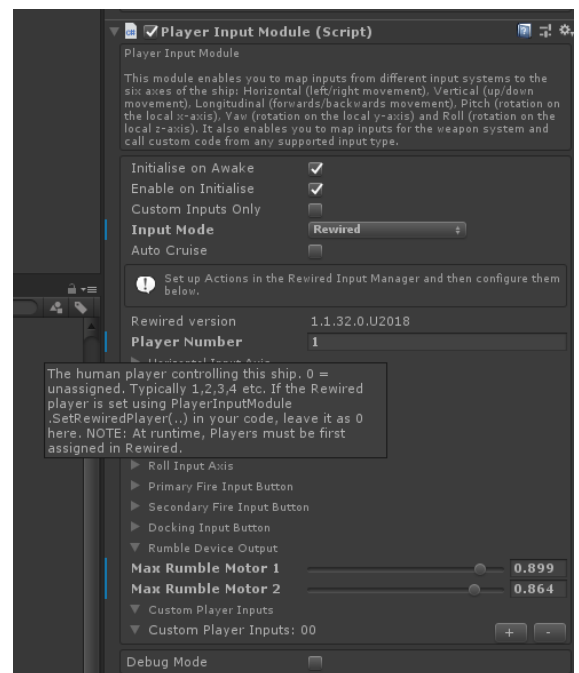 Player Input Module (Script)
Player Input Module
This module enables you to map inputs from different input systems to the
six axes of the ship: Horizontal (left/right movement), Vertical (up/down
movement), Longitudinal (forwards/backwards movement), Pitch (rotation on
the local x-axis), Yaw (rotation on the local y-axis) and Roll (rotation on the
local z-axis). It also enables you to map inputs for the weapon system and
call custom code from any supported input type.
Initialise on Awake
Enable on Initialise
Custom Inputs Only
Input Mode Rewired
Auto Cruise
Set up Actions in the Rewired Input Manager and then configure them
below.
Rewired version 1.1.32.0.U2018
Player Number 1
The human player controlling this ship. 0 =
unassigned. Typically 1,2,3,4 etc. If the Rewired
player is set using PlayerInputModule
.SetRewiredPlayer(..) in your code, leave it as 0
here. NOTE: At runtime, Players must be first
assigned in Rewired.
Roll Input Axis
Primary Fire Input Button
Secondary Fire Input Button
Docking Input Button
Rumble Device Output
Max Rumble Motor 1 0.899
Max Rumble Motor 2 0.864
Custom Player Inputs
Custom Player Inputs: 00 + -
Debug Mode